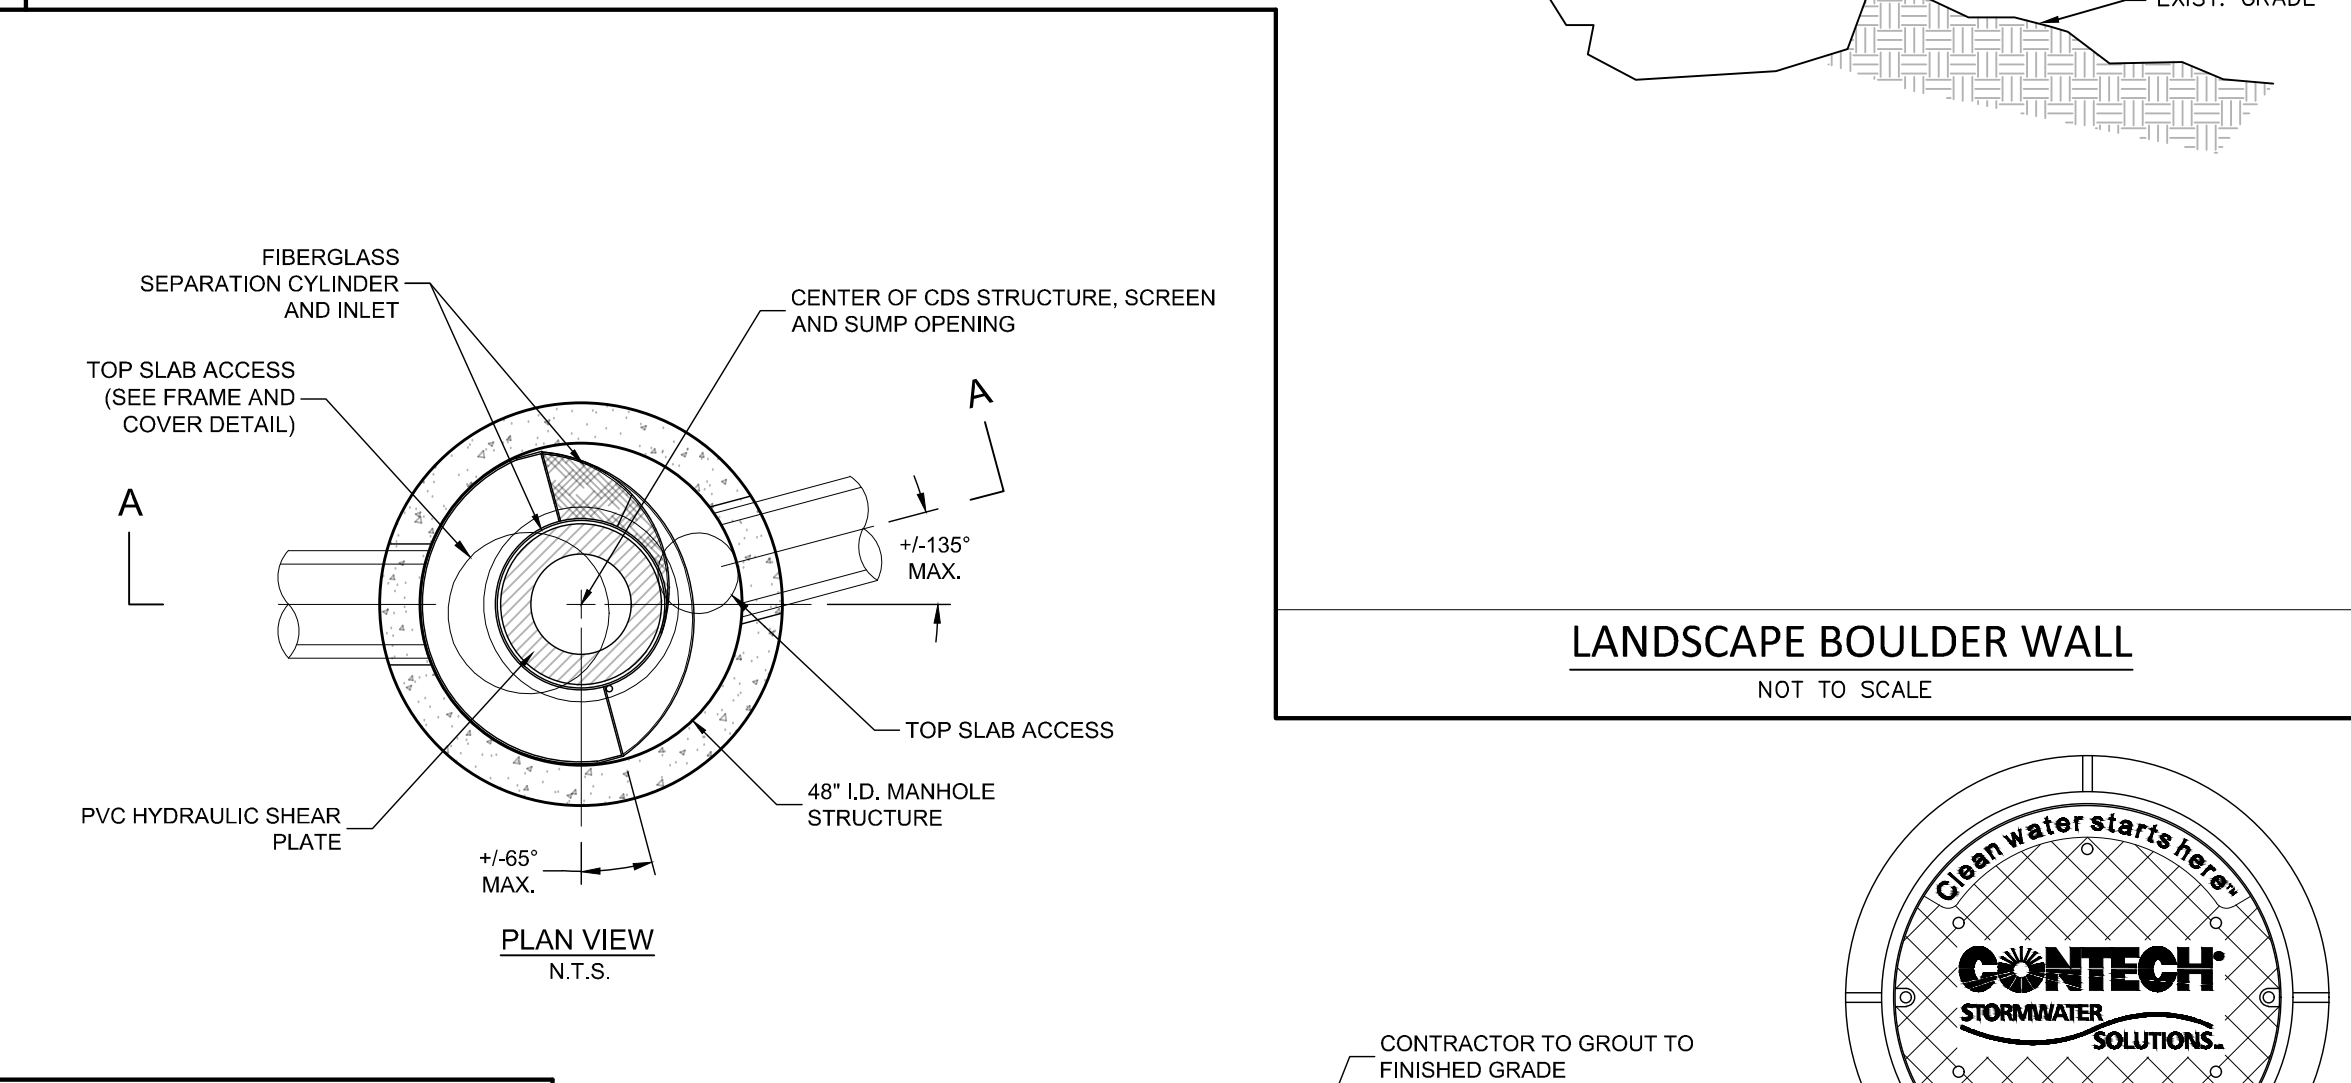 EXIST. GRADE
FIBERGLASS
SEPARATION CYLINDER
AND INLET
CENTER OF CDS STRUCTURE, SCREEN
AND SUMP OPENING
TOP SLAB ACCESS
(SEE FRAME AND
COVER DETAIL)
A
A
+/-135°
MAX.
TOP SLAB ACCESS
48" I.D. MANHOLE
STRUCTURE
PVC HYDRAULIC SHEAR
PLATE
+/-65°
MAX.
PLAN VIEW
N.T.S.
LANDSCAPE BOULDER WALL
NOT TO SCALE
Clean water starts here™
CONTECH®
STORMWATER
SOLUTIONS™
CONTRACTOR TO GROUT TO
FINISHED GRADE